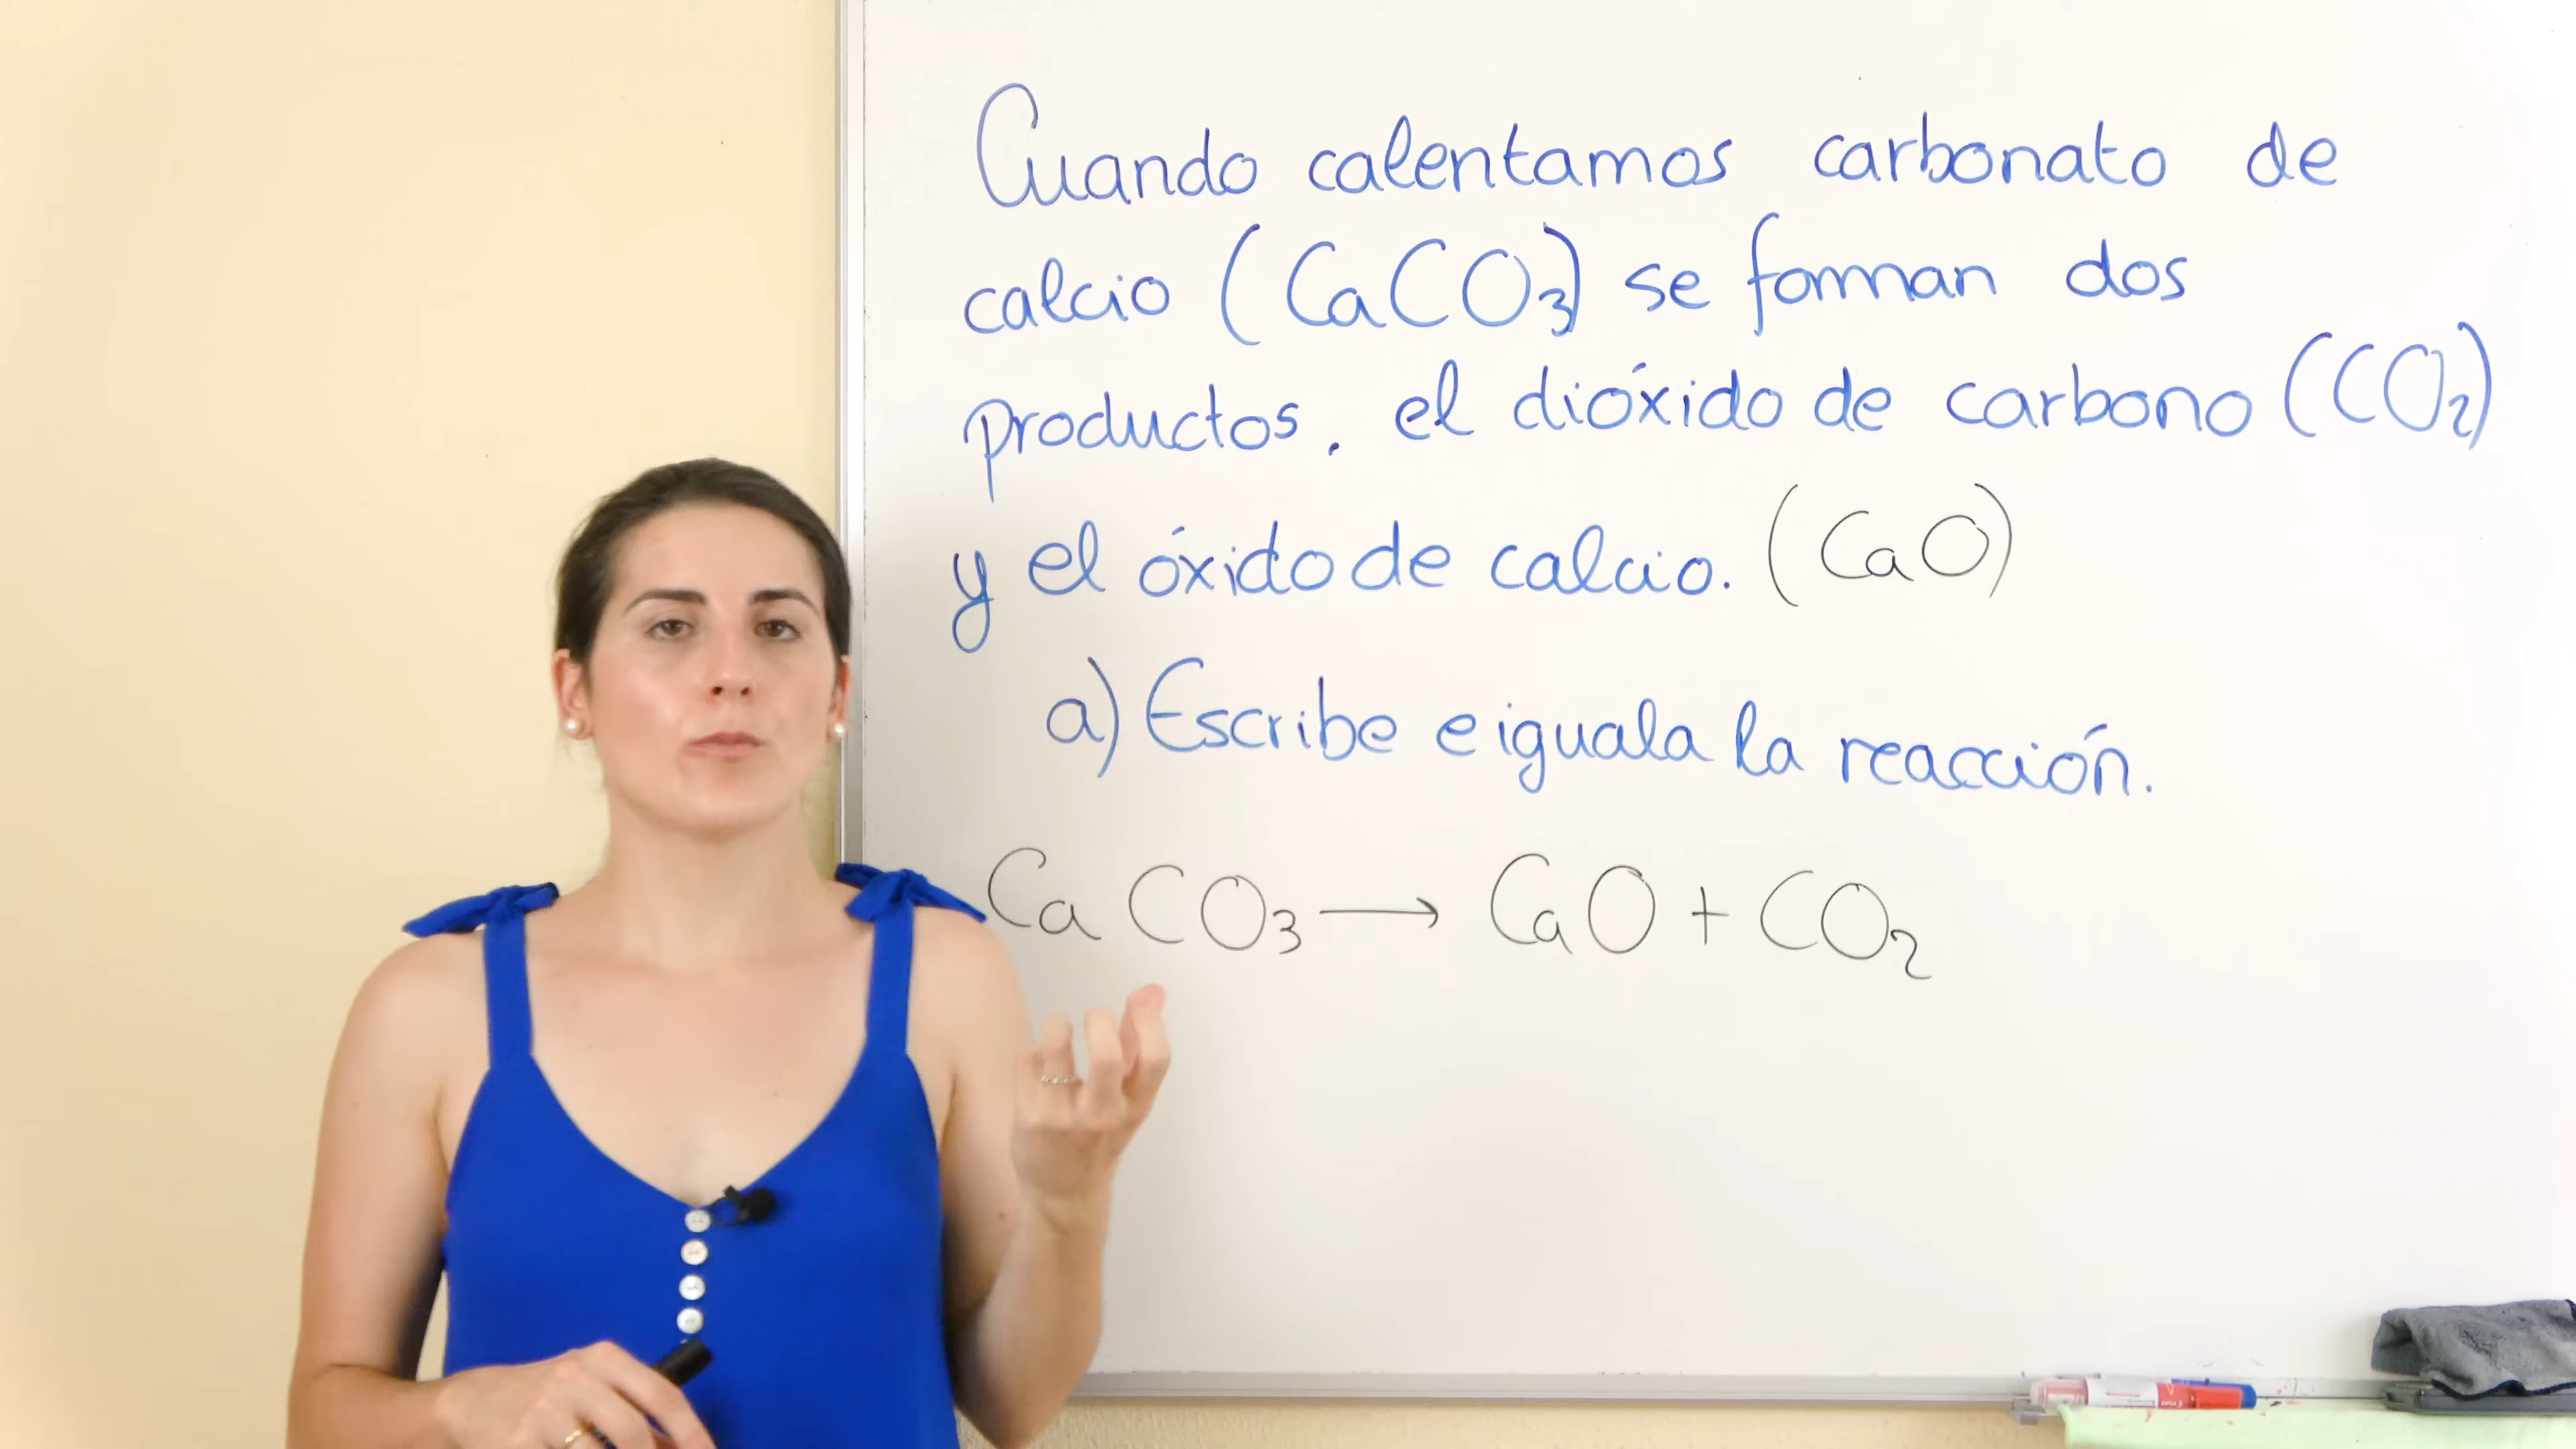 Cuando calentamos carbonato de
calcio (CaCO₃) se forman dos
productos, el dióxido de carbono (CO₂)
y el óxido de calcio. (CaO)
a) Escribe e iguala la reacción.
CaCO₃ → CaO + CO₂